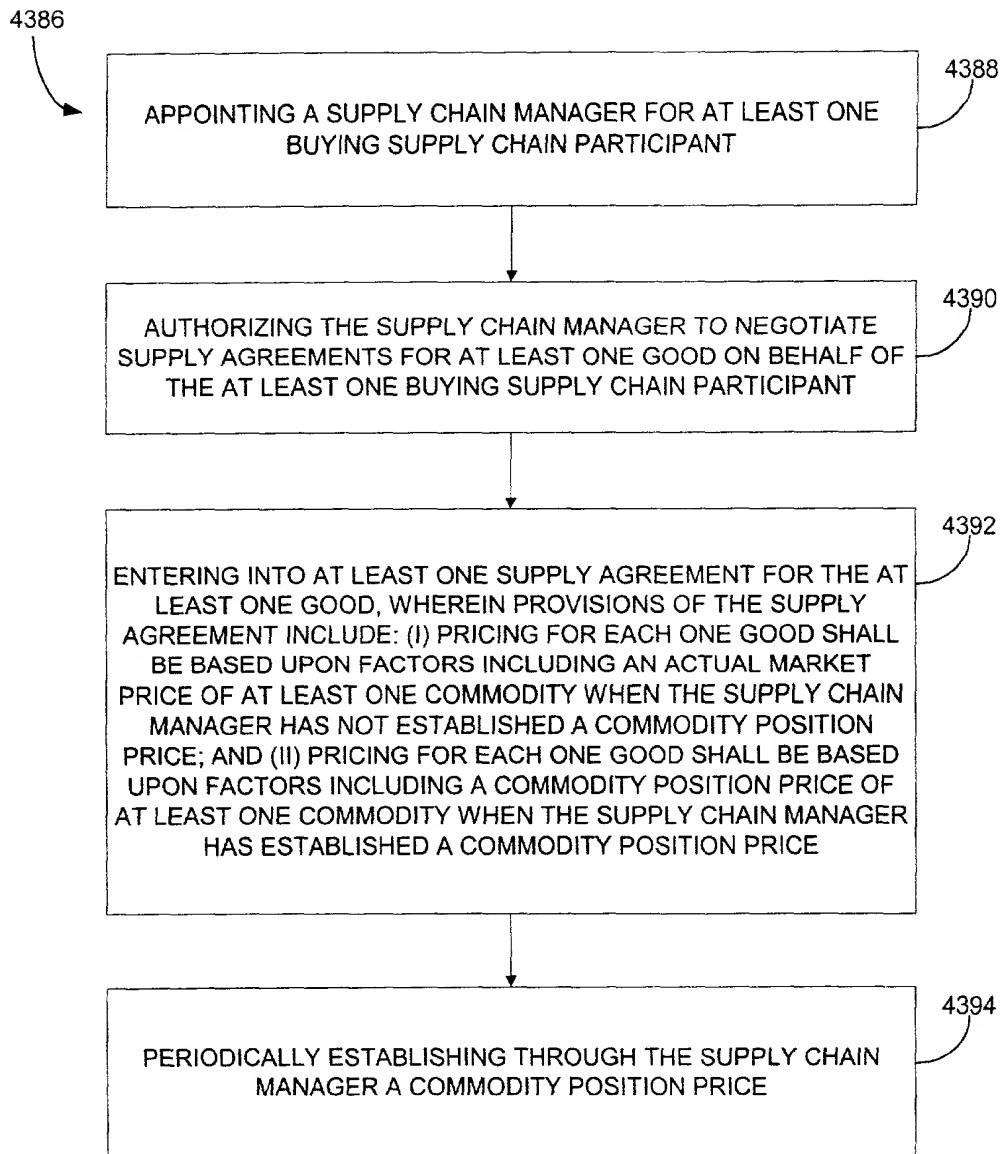 4386
4388
APPOINTING A SUPPLY CHAIN MANAGER FOR AT LEAST ONE
BUYING SUPPLY CHAIN PARTICIPANT
4390
AUTHORIZING THE SUPPLY CHAIN MANAGER TO NEGOTIATE
SUPPLY AGREEMENTS FOR AT LEAST ONE GOOD ON BEHALF OF
THE AT LEAST ONE BUYING SUPPLY CHAIN PARTICIPANT
4392
ENTERING INTO AT LEAST ONE SUPPLY AGREEMENT FOR THE AT
LEAST ONE GOOD, WHEREIN PROVISIONS OF THE SUPPLY
AGREEMENT INCLUDE: (I) PRICING FOR EACH ONE GOOD SHALL
BE BASED UPON FACTORS INCLUDING AN ACTUAL MARKET
PRICE OF AT LEAST ONE COMMODITY WHEN THE SUPPLY CHAIN
MANAGER HAS NOT ESTABLISHED A COMMODITY POSITION
PRICE; AND (II) PRICING FOR EACH ONE GOOD SHALL BE BASED
UPON FACTORS INCLUDING A COMMODITY POSITION PRICE OF
AT LEAST ONE COMMODITY WHEN THE SUPPLY CHAIN MANAGER
HAS ESTABLISHED A COMMODITY POSITION PRICE
4394
PERIODICALLY ESTABLISHING THROUGH THE SUPPLY CHAIN
MANAGER A COMMODITY POSITION PRICE